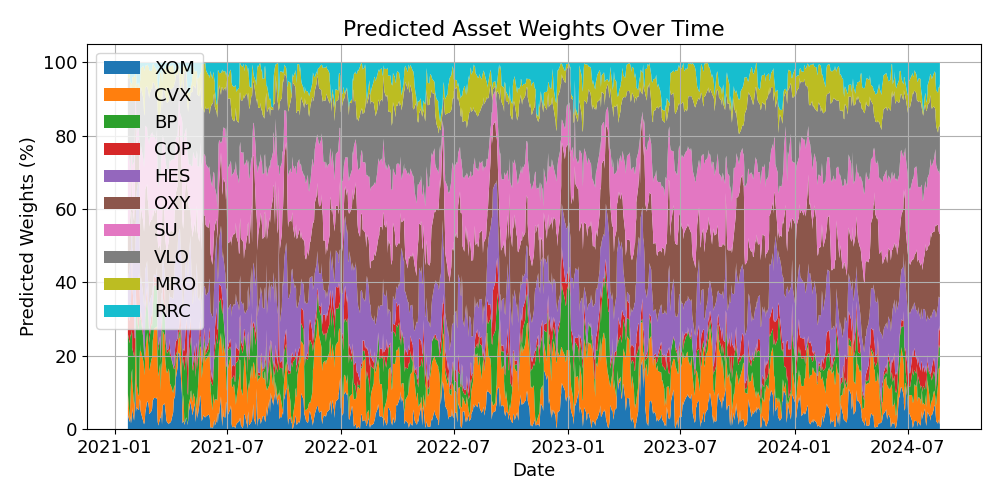 Predicted Asset Weights Over Time
Predicted Weights (%)
100
80
60
40
20
0
XOM
CVX
BP
COP
HES
OXY
SU
VLO
MRO
RRC
2021-01 2021-07 2022-01 2022-07 2023-01 2023-07 2024-01 2024-07
Date